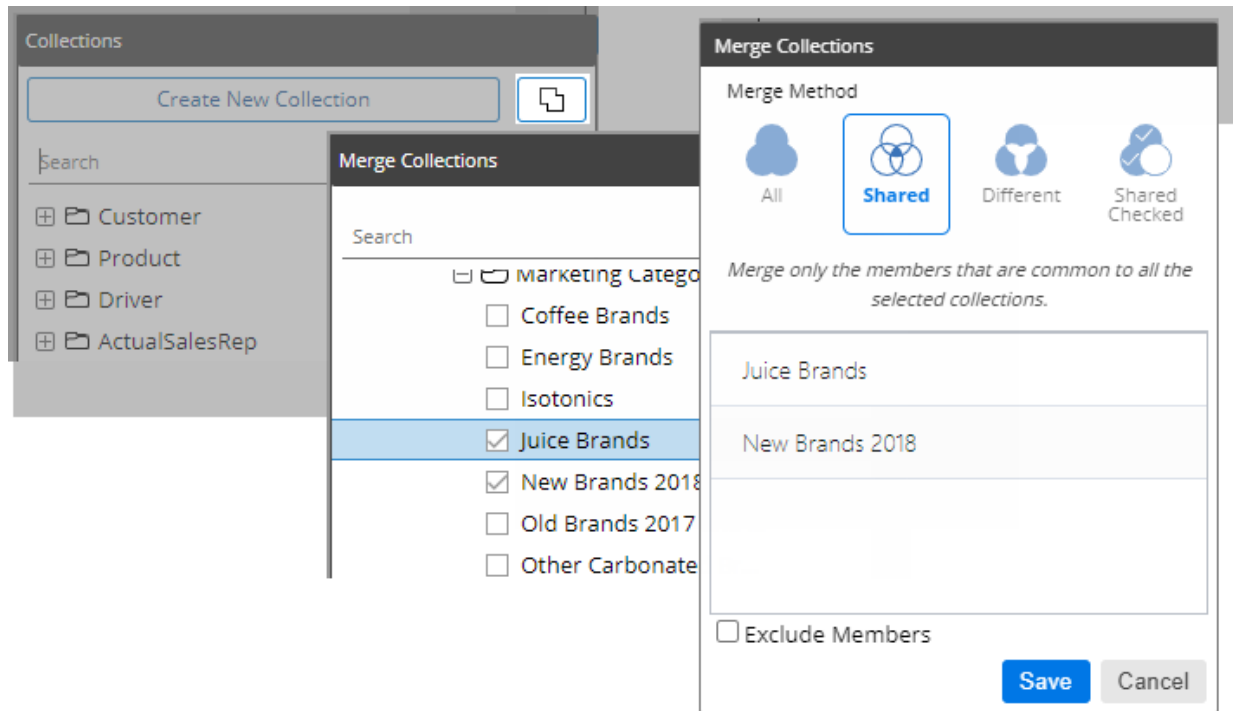 Collections
Create New Collection
Search
Customer
Product
Driver
ActualSalesRep
Merge Collections
Search
Marketing Catego
Coffee Brands
Energy Brands
Isotonics
Juice Brands
New Brands 2018
Old Brands 2017
Other Carbonate
Merge Collections
Merge Method
All
Shared
Different
Shared
Checked
Merge only the members that are common to all the
selected collections.
Juice Brands
New Brands 2018
Exclude Members
Save
Cancel